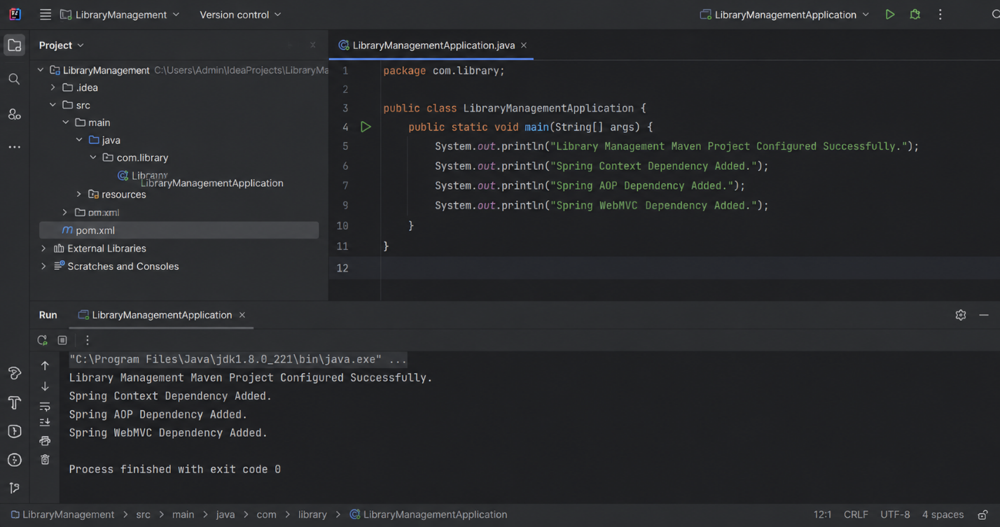 LibraryManagement Version control LibraryManagementApplication
Project
LibraryManagementApplication.java
LibraryManagement C:\Users\Admin\IdeaProjects\LibraryMa
.idea
src
main
java
com.library
Library
LibraryManagementApplication
resources
pm.xml
pom.xml
External Libraries
Scratches and Consoles
1 package com.library;
2
3 public class LibraryManagementApplication {
4 public static void main(String[] args) {
5 System.out.println("Library Management Maven Project Configured Successfully.");
6 System.out.println("Spring Context Dependency Added.");
7 System.out.println("Spring AOP Dependency Added.");
9 System.out.println("Spring WebMVC Dependency Added.");
10 }
11 }
12
Run LibraryManagementApplication
"C:\Program Files\Java\jdk1.8.0_221\bin\java.exe" ...
Library Management Maven Project Configured Successfully.
Spring Context Dependency Added.
Spring AOP Dependency Added.
Spring WebMVC Dependency Added.
Process finished with exit code 0
LibraryManagement > src > main > java > com > library > LibraryManagementApplication 12:1 CRLF UTF-8 4 spaces